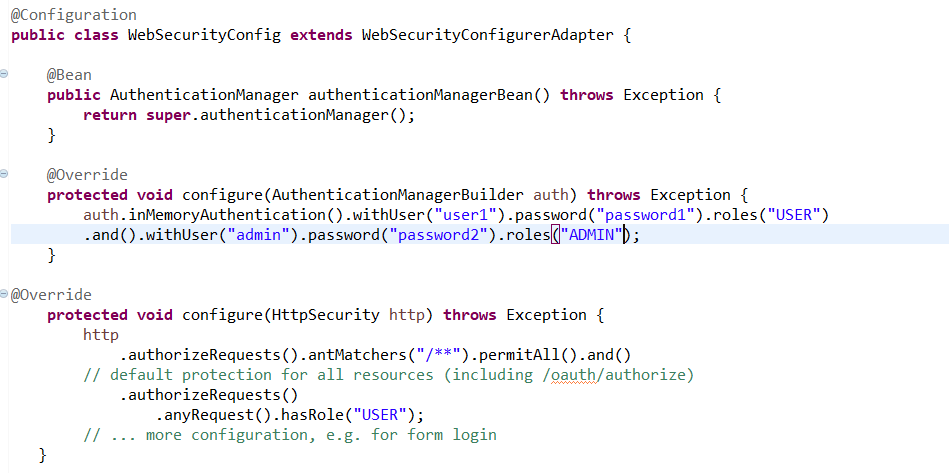 @Configuration
public class WebSecurityConfig extends WebSecurityConfigurerAdapter {
@Bean
public AuthenticationManager authenticationManagerBean() throws Exception {
return super.authenticationManager();
}
@Override
protected void configure(AuthenticationManagerBuilder auth) throws Exception {
auth.inMemoryAuthentication().withUser("user1").password("password1").roles("USER")
.and().withUser("admin").password("password2").roles("ADMIN");
}
@Override
protected void configure(HttpSecurity http) throws Exception {
http
.authorizeRequests().antMatchers("/**").permitAll().and()
// default protection for all resources (including /oauth/authorize)
.authorizeRequests()
.anyRequest().hasRole("USER");
// ... more configuration, e.g. for form login
}